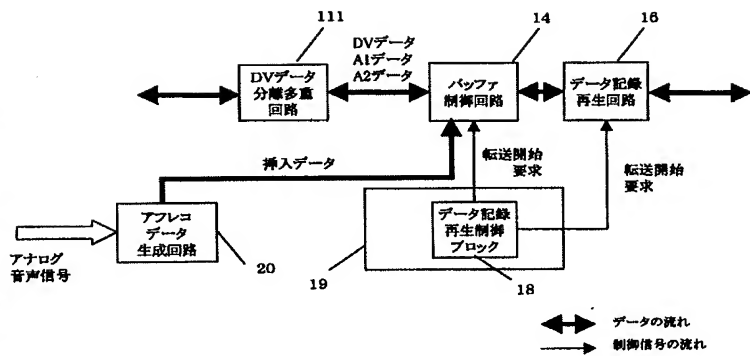 111
DVデータ
A1データ
A2データ
14
16
DVデータ
分離多重
回路
バッファ
制御回路
データ記録
再生回路
挿入データ
転送開始
要求
転送開始
要求
アフレコ
データ
生成回路
データ記録
再生制御
ブロック
アナログ
音声信号
20
19
18
データの流れ
制御信号の流れ